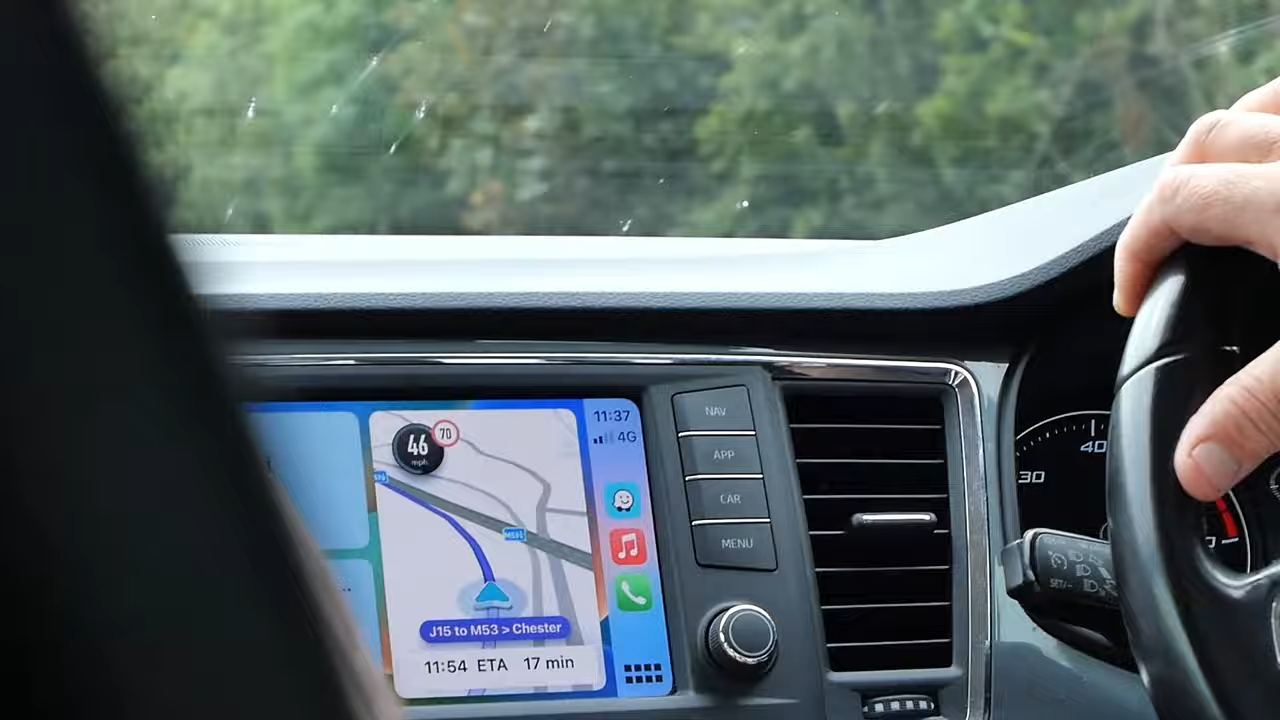 11:37
4G
46
mph
70
J15 to M53 > Chester
11:54 ETA 17 min
NAV
APP
CAR
MENU
30
40
SET/-